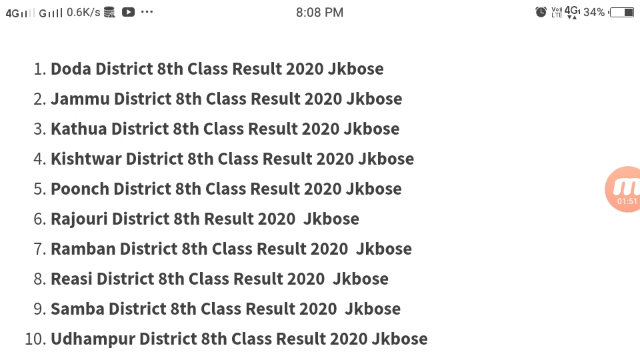 4G G 0.6K/s ... 8:08 PM VoII LTE 4G 34%
1. Doda District 8th Class Result 2020 Jkbose
2. Jammu District 8th Class Result 2020 Jkbose
3. Kathua District 8th Class Result 2020 Jkbose
4. Kishtwar District 8th Class Result 2020 Jkbose
5. Poonch District 8th Class Result 2020 Jkbose
6. Rajouri District 8th Result 2020 Jkbose
m
01:51
7. Ramban District 8th Class Result 2020 Jkbose
8. Reasi District 8th Class Result 2020 Jkbose
9. Samba District 8th Class Result 2020 Jkbose
10. Udhampur District 8th Class Result 2020 Jkbose